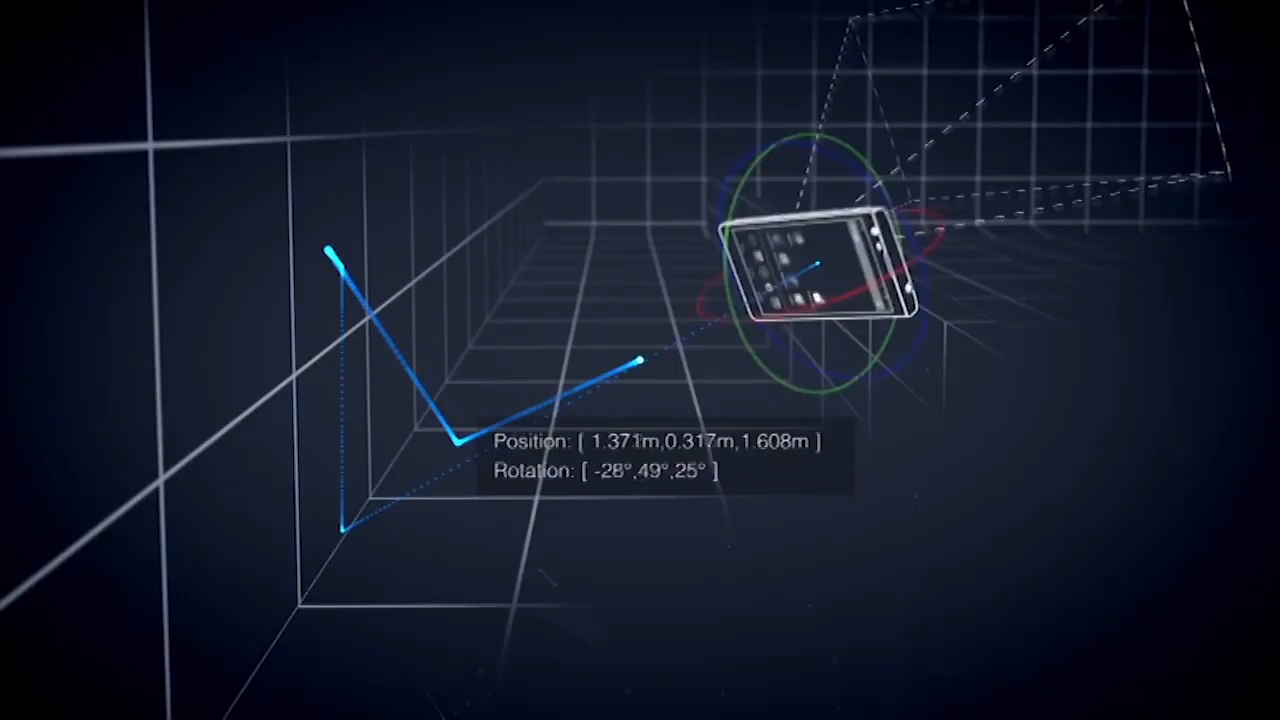 Position: [ 1.371m,0.317m,1.608m ]
Rotation: [ -28°,49°,25° ]